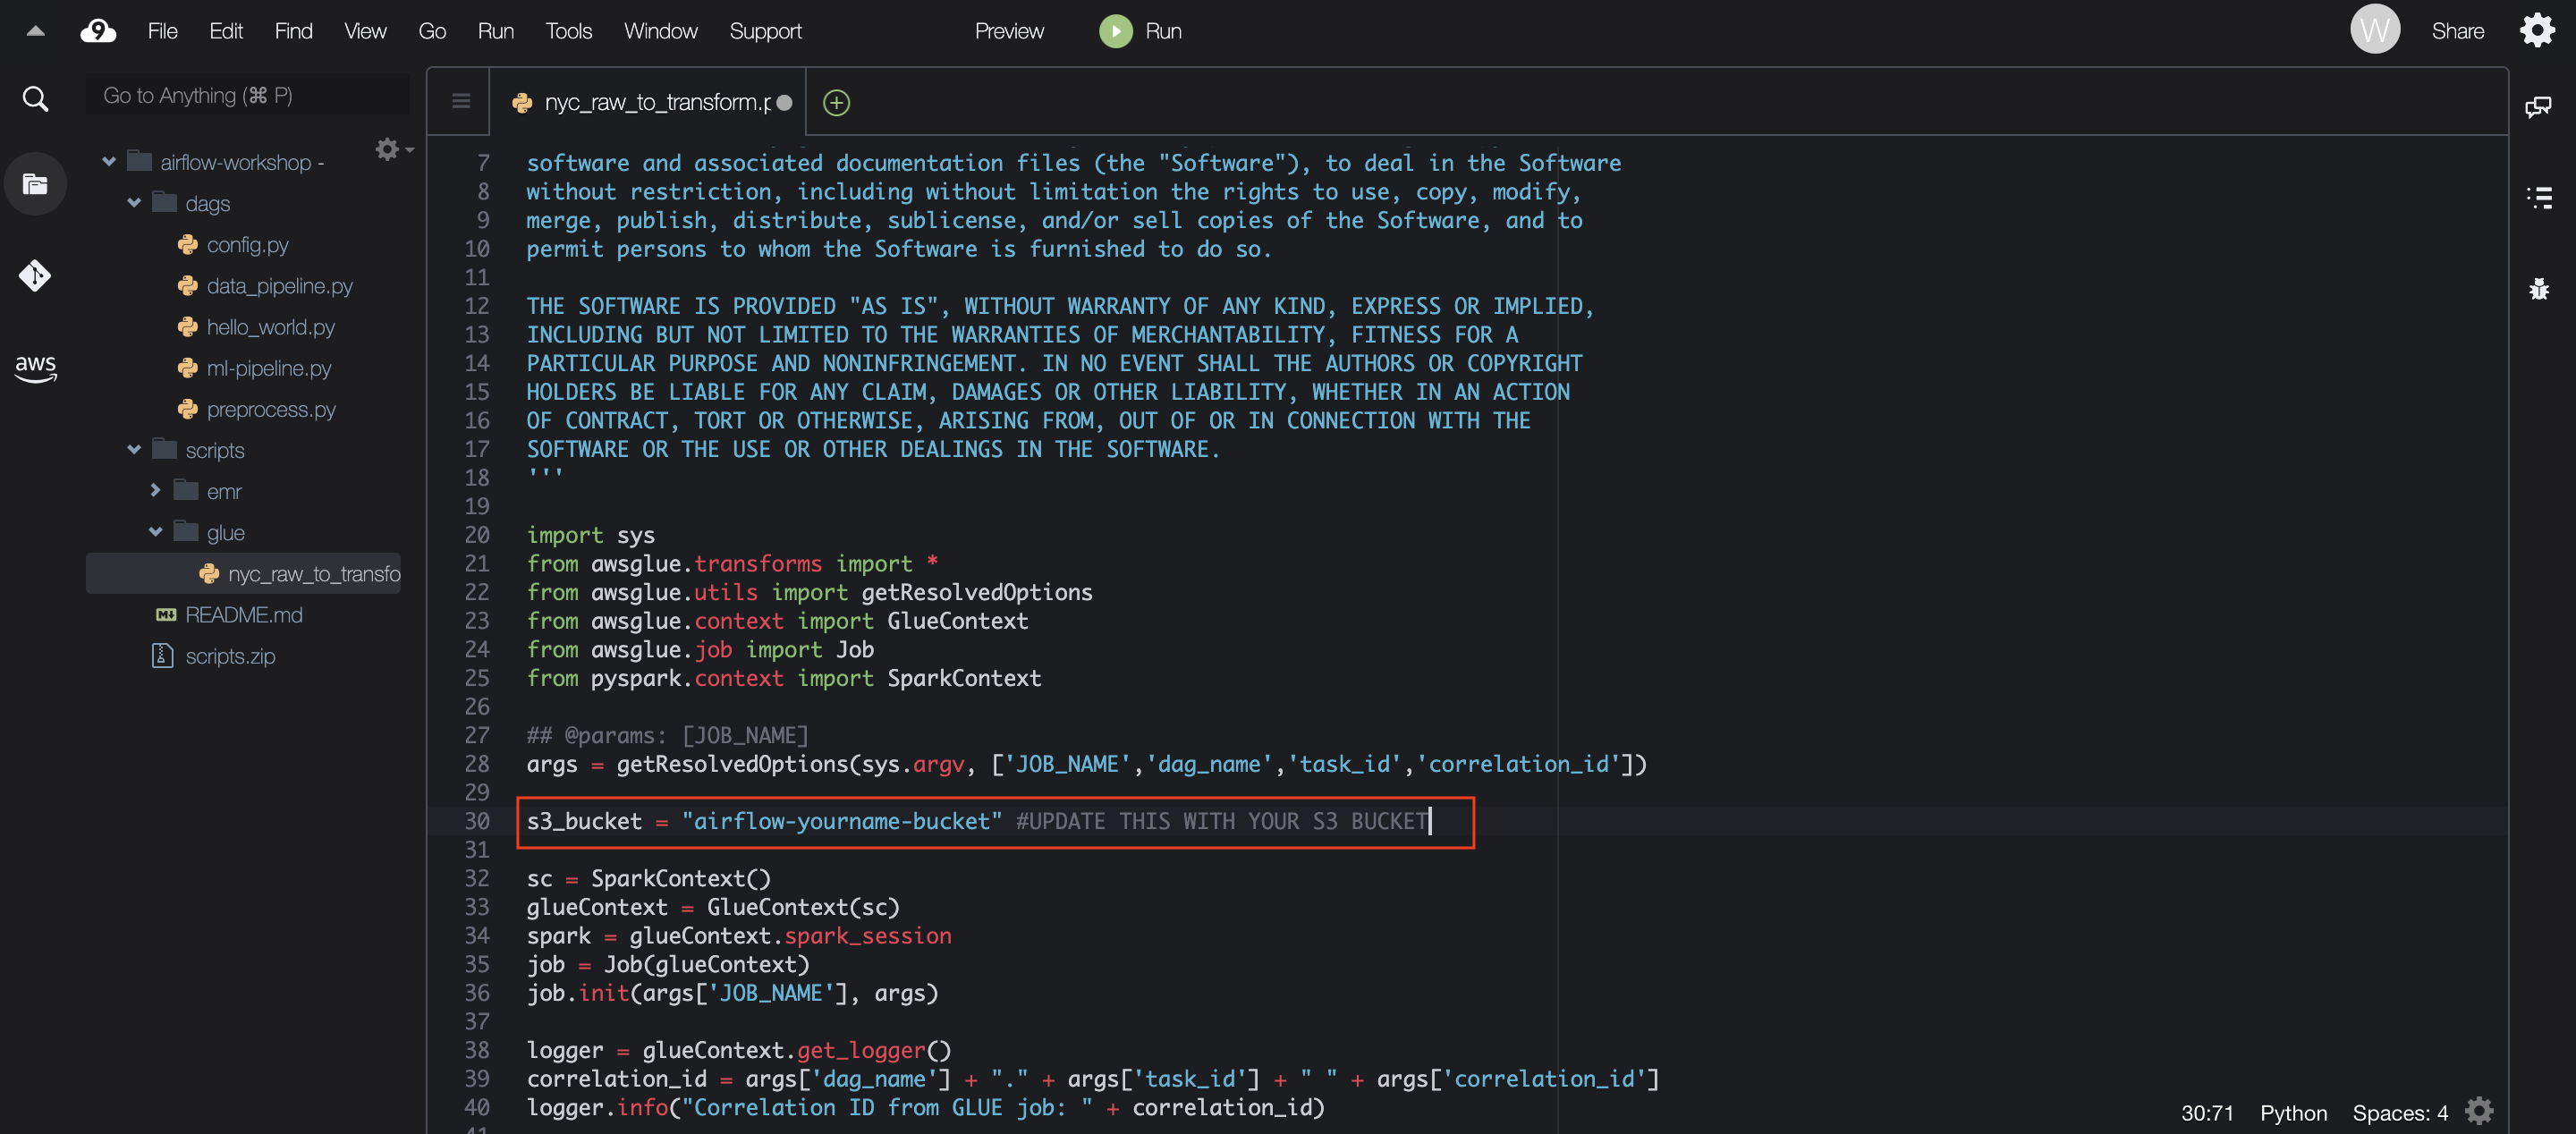 9 File Edit Find View Go Run Tools Window Support Preview Run W Share
Go to Anything (⌘ P)
nyc_raw_to_transform.p
airflow-workshop -
dags
config.py
data_pipeline.py
hello_world.py
ml-pipeline.py
preprocess.py
scripts
emr
glue
nyc_raw_to_transfo
README.md
scripts.zip
aws
7 software and associated documentation files (the "Software"), to deal in the Software
8 without restriction, including without limitation the rights to use, copy, modify,
9 merge, publish, distribute, sublicense, and/or sell copies of the Software, and to
10 permit persons to whom the Software is furnished to do so.
11
12 THE SOFTWARE IS PROVIDED "AS IS", WITHOUT WARRANTY OF ANY KIND, EXPRESS OR IMPLIED,
13 INCLUDING BUT NOT LIMITED TO THE WARRANTIES OF MERCHANTABILITY, FITNESS FOR A
14 PARTICULAR PURPOSE AND NONINFRINGEMENT. IN NO EVENT SHALL THE AUTHORS OR COPYRIGHT
15 HOLDERS BE LIABLE FOR ANY CLAIM, DAMAGES OR OTHER LIABILITY, WHETHER IN AN ACTION
16 OF CONTRACT, TORT OR OTHERWISE, ARISING FROM, OUT OF OR IN CONNECTION WITH THE
17 SOFTWARE OR THE USE OR OTHER DEALINGS IN THE SOFTWARE.
18 '''
19
20 import sys
21 from awsglue.transforms import *
22 from awsglue.utils import getResolvedOptions
23 from awsglue.context import GlueContext
24 from awsglue.job import Job
25 from pyspark.context import SparkContext
26
27 ## @params: [JOB_NAME]
28 args = getResolvedOptions(sys.argv, ['JOB_NAME','dag_name','task_id','correlation_id'])
29
30 s3_bucket = "airflow-yourname-bucket" #UPDATE THIS WITH YOUR S3 BUCKET
31
32 sc = SparkContext()
33 glueContext = GlueContext(sc)
34 spark = glueContext.spark_session
35 job = Job(glueContext)
36 job.init(args['JOB_NAME'], args)
37
38 logger = glueContext.get_logger()
39 correlation_id = args['dag_name'] + "." + args['task_id'] + " " + args['correlation_id']
40 logger.info("Correlation ID from GLUE job: " + correlation_id)
41
30:71 Python Spaces: 4